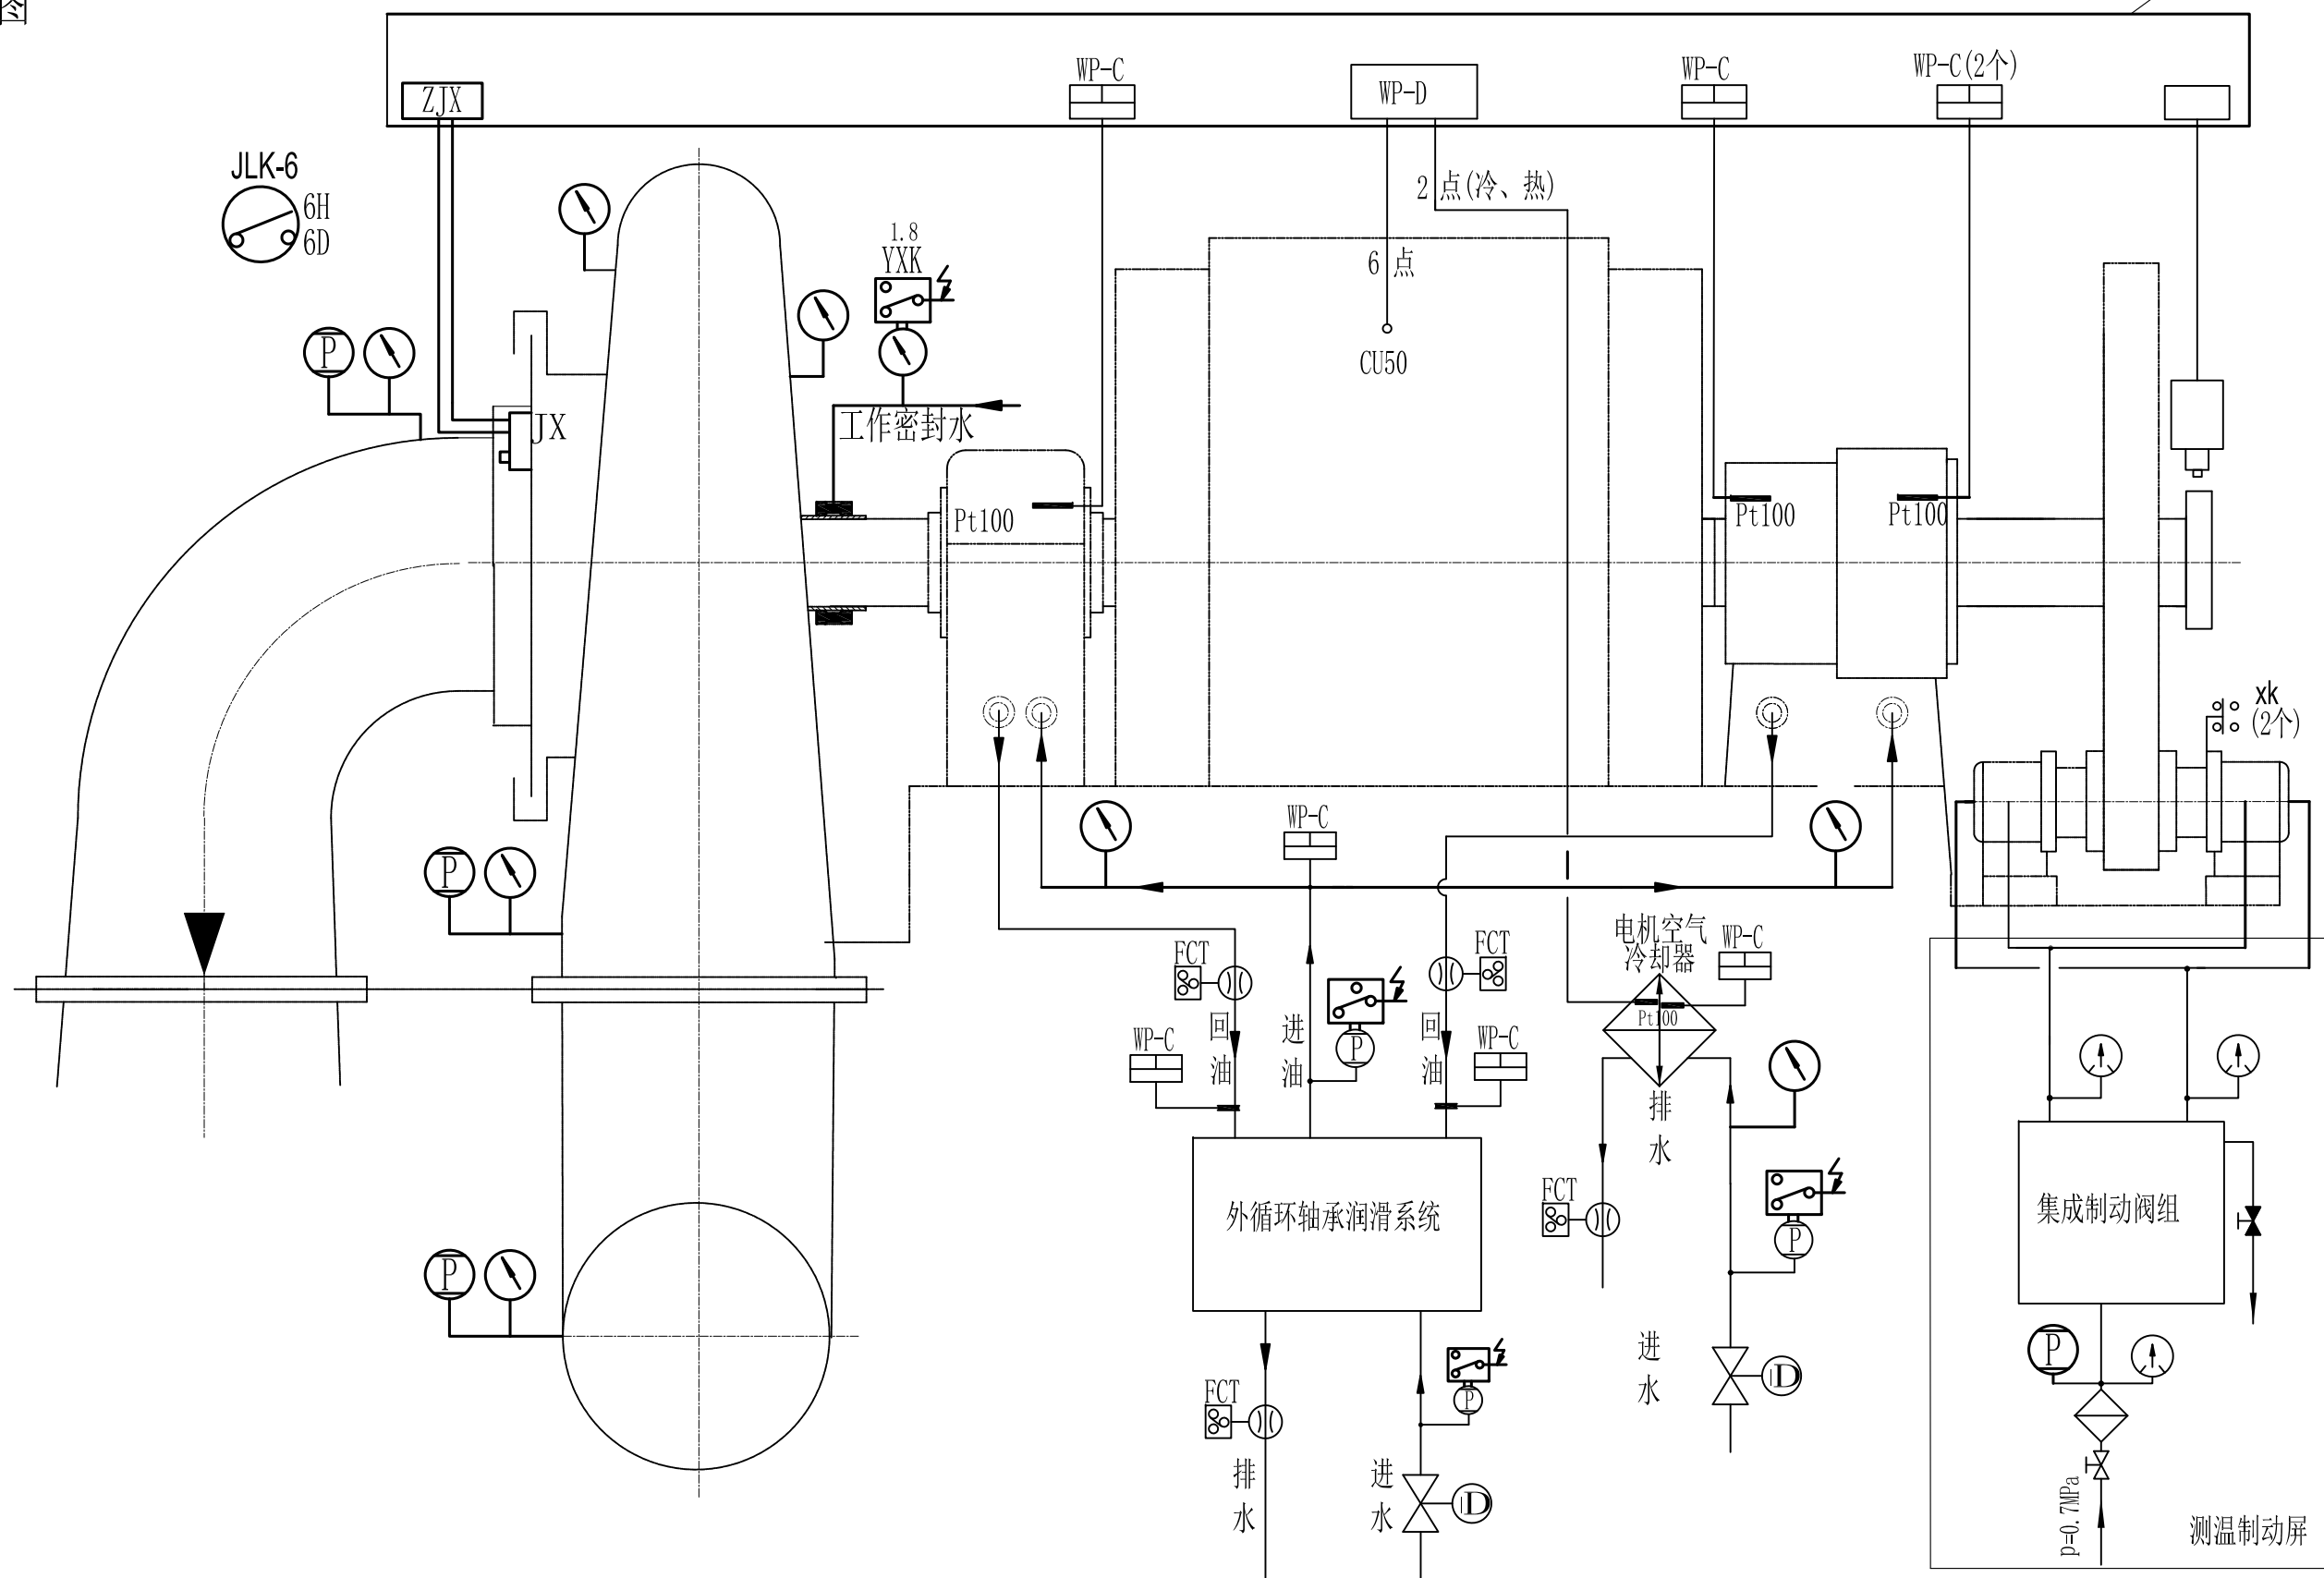 图
ZJX
WP-C
WP-D
WP-C
WP-C(2个)
JLK-6
6H
6D
2 点(冷、热)
1.8
YXK
6 点
CU50
P
JX
工作密封水
Pt100
Pt100
Pt100
xk
(2个)
WP-C
P
电机空气
冷却器
WP-C
FCT
FCT
Pt100
回
油
进
油
回
油
P
WP-C
WP-C
排
水
FCT
P
外循环轴承润滑系统
集成制动阀组
P
P
进
水
D
FCT
P
排
水
进
水
D
p=0.7MPa
测温制动屏